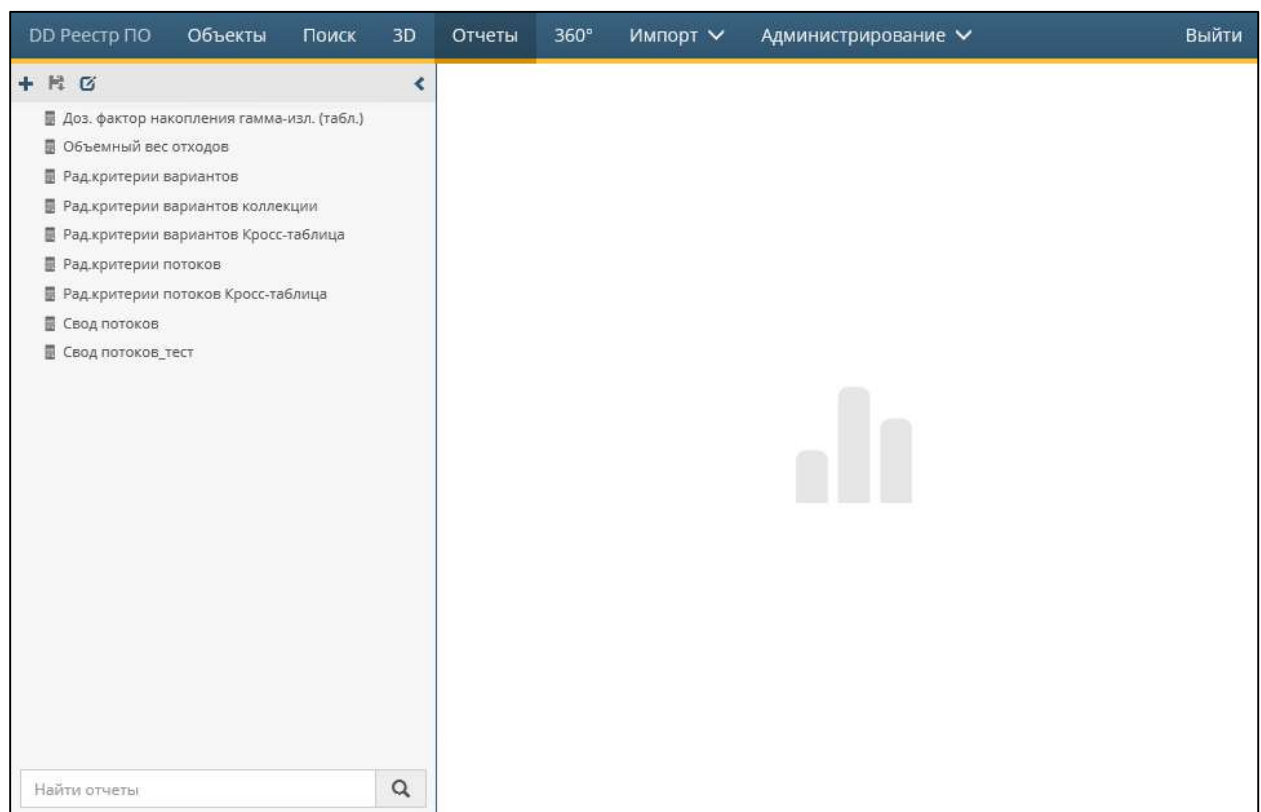 DD Реестр ПО Объекты Поиск 3D Отчеты 360° Импорт Администрирование Выйти
Доз. фактор накопления гамма-изл. (табл.)
Объемный вес отходов
Рад.критерии вариантов
Рад.критерии вариантов коллекции
Рад.критерии вариантов Кросс-таблица
Рад.критерии потоков
Рад.критерии потоков Кросс-таблица
Свод потоков
Свод потоков_тест
Найти отчеты